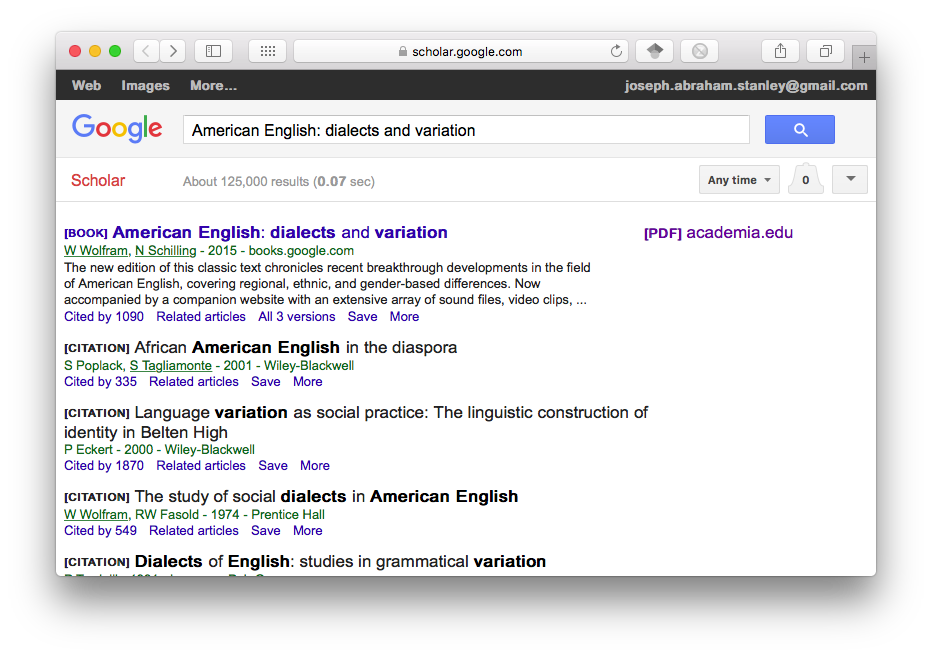 scholar.google.com
Web Images More… joseph.abraham.stanley@gmail.com
Google American English: dialects and variation
Scholar About 125,000 results (0.07 sec) Any time 0
[BOOK] American English: dialects and variation [PDF] academia.edu
W Wolfram, N Schilling - 2015 - books.google.com
The new edition of this classic text chronicles recent breakthrough developments in the field
of American English, covering regional, ethnic, and gender-based differences. Now
accompanied by a companion website with an extensive array of sound files, video clips, ...
Cited by 1090 Related articles All 3 versions Save More
[CITATION] African American English in the diaspora
S Poplack, S Tagliamonte - 2001 - Wiley-Blackwell
Cited by 335 Related articles Save More
[CITATION] Language variation as social practice: The linguistic construction of
identity in Belten High
P Eckert - 2000 - Wiley-Blackwell
Cited by 1870 Related articles Save More
[CITATION] The study of social dialects in American English
W Wolfram, RW Fasold - 1974 - Prentice Hall
Cited by 549 Related articles Save More
[CITATION] Dialects of English: studies in grammatical variation